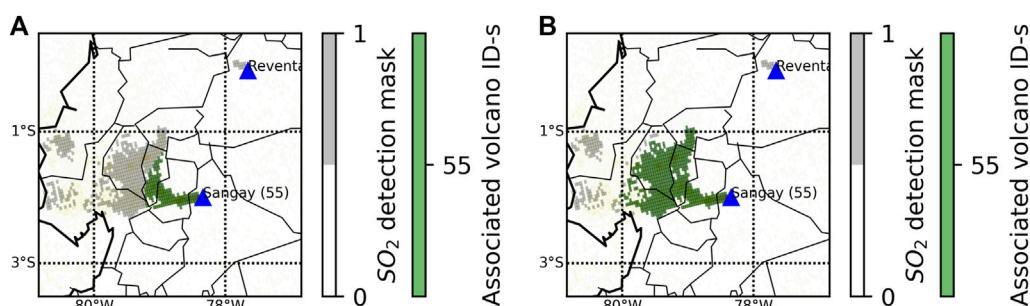 A
Reventa
1°S
Sangay (55)
3°S
80°W
78°W
1
0
SO2 detection mask
55
Associated volcano ID-s
B
Reventa
1°S
Sangay (55)
3°S
80°W
78°W
1
0
SO2 detection mask
55
Associated volcano ID-s